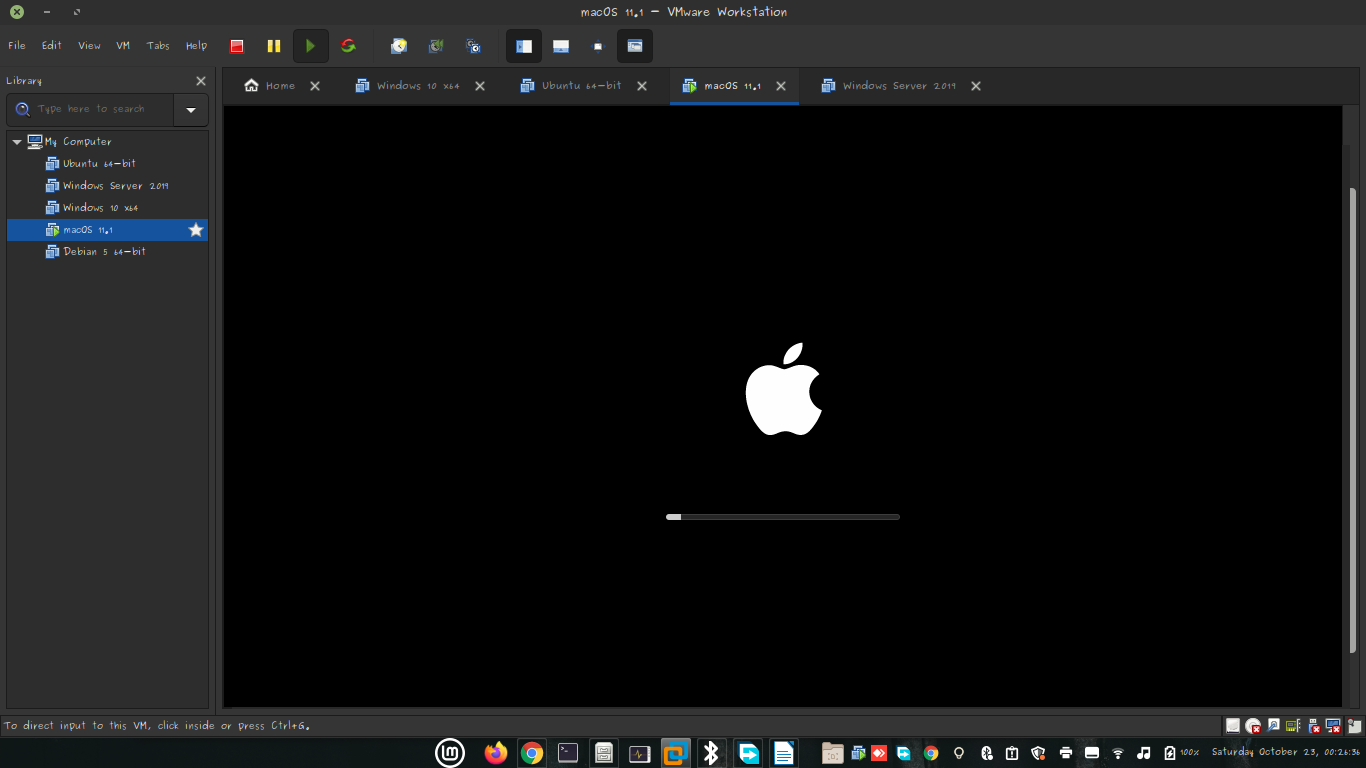 macOS 11.1 – VMware Workstation
File Edit View VM Tabs Help
Library
Type here to search
My Computer
Ubuntu 64-bit
Windows Server 2019
Windows 10 x64
macOS 11.1
Debian 5 64-bit
Home Windows 10 x64 Ubuntu 64-bit macOS 11.1 Windows Server 2019
To direct input to this VM, click inside or press Ctrl+G.
100% Saturday October 23, 00:26:36